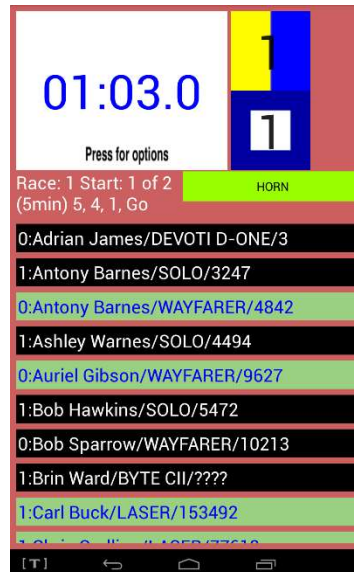 01:03.0
Press for options
1
1
Race: 1 Start: 1 of 2
(5min) 5, 4, 1, Go
HORN
0:Adrian James/DEVOTI D-ONE/3
1:Antony Barnes/SOLO/3247
0:Antony Barnes/WAYFARER/4842
1:Ashley Warnes/SOLO/4494
0:Auriel Gibson/WAYFARER/9627
1:Bob Hawkins/SOLO/5472
0:Bob Sparrow/WAYFARER/10213
1:Brin Ward/BYTE CII/????
1:Carl Buck/LASER/153492
[T]